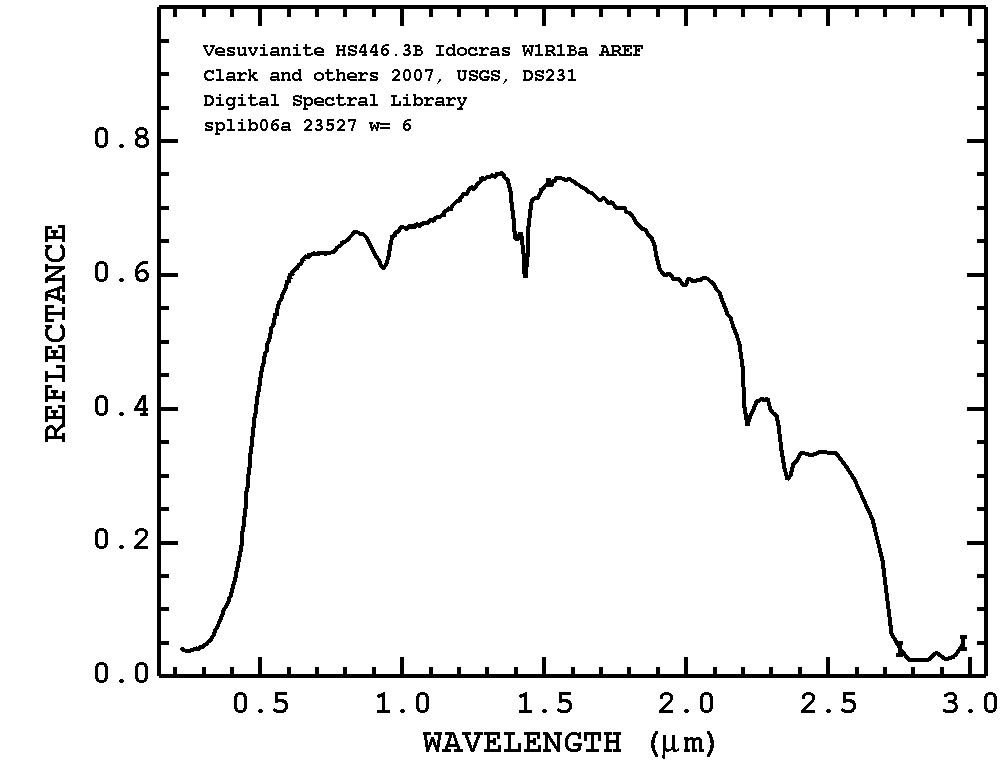 Vesuvianite HS446.3B Idocras W1R1Ba AREF
Clark and others 2007, USGS, DS231
Digital Spectral Library
splib06a 23527 w= 6
REFLECTANCE
0.8
0.6
0.4
0.2
0.0
0.5 1.0 1.5 2.0 2.5 3.0
WAVELENGTH (μm)